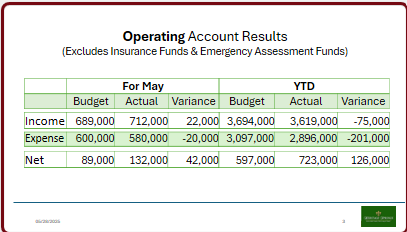 Operating Account Results
(Excludes Insurance Funds & Emergency Assessment Funds)
For May YTD
Budget Actual Variance Budget Actual Variance
Income 689,000 712,000 22,000 3,694,000 3,619,000 -75,000
Expense 600,000 580,000 -20,000 3,097,000 2,896,000 -201,000
Net 89,000 132,000 42,000 597,000 723,000 126,000
3